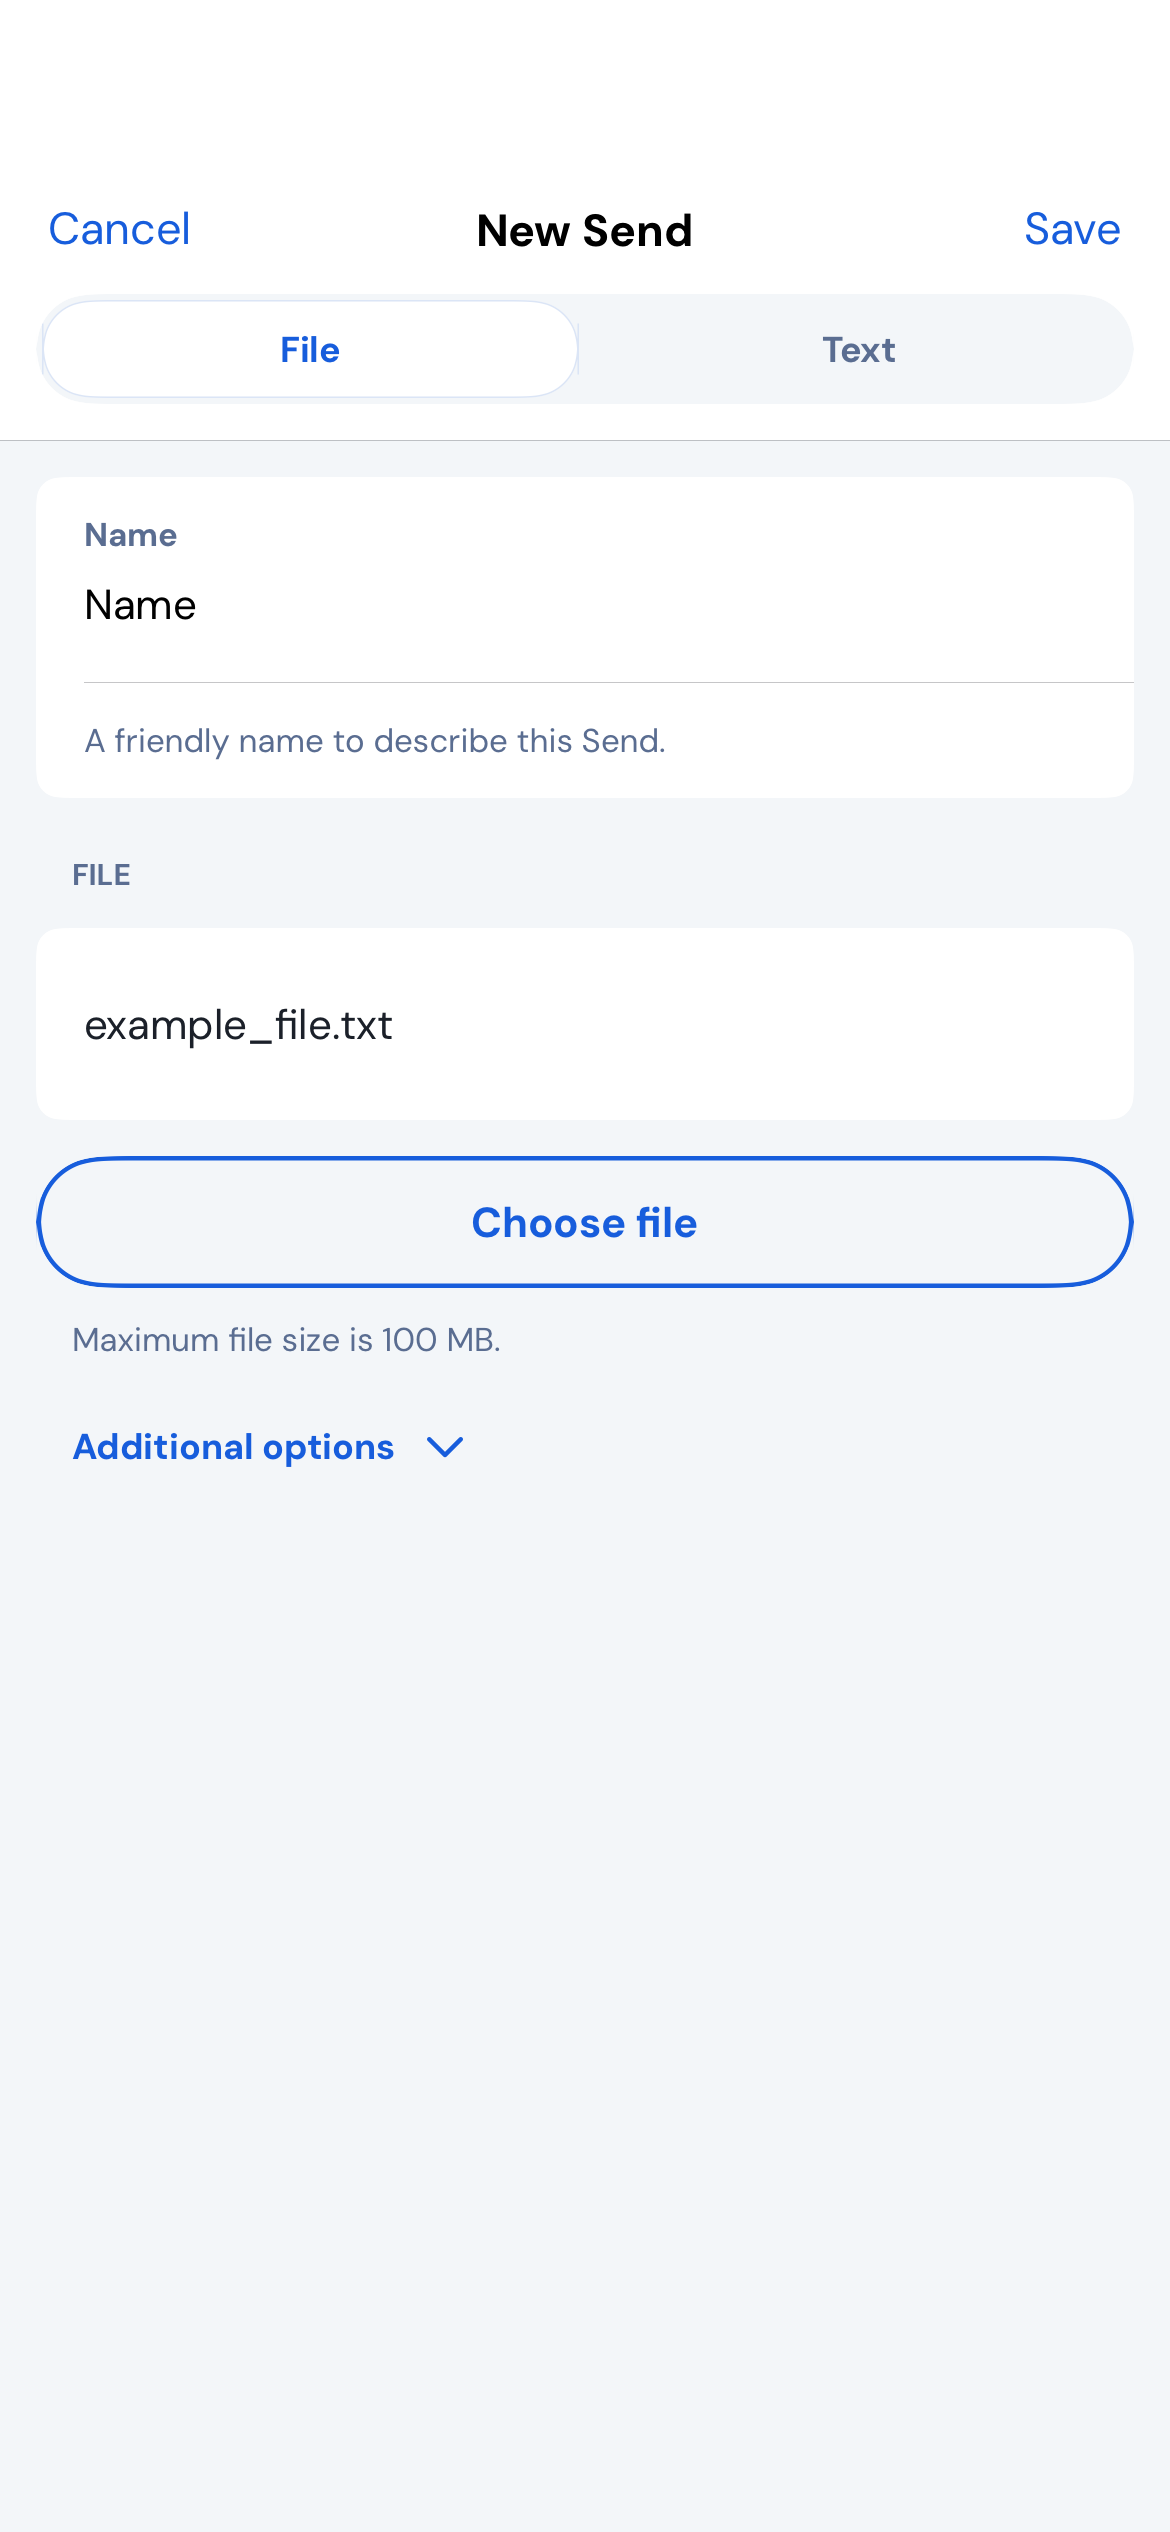 Cancel New Send Save
File Text
Name
Name
A friendly name to describe this Send.
FILE
example_file.txt
Choose file
Maximum file size is 100 MB.
Additional options